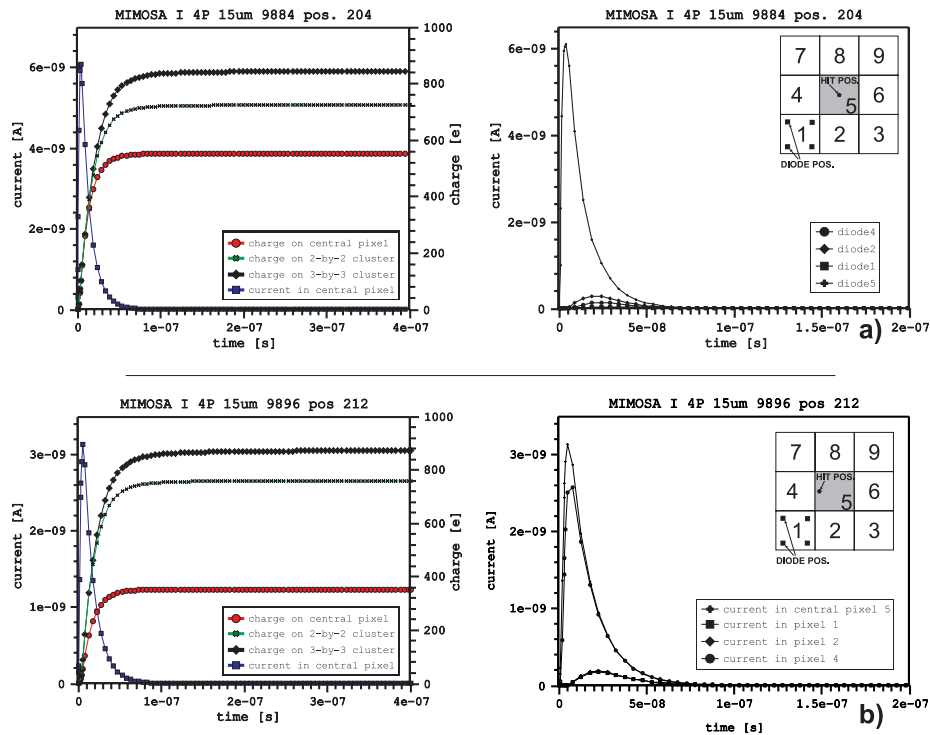 MIMOSA I 4P 15um 9884 pos. 204
current [A]
6e-09
4e-09
2e-09
0
1000
800
600
400
200
0
charge [e]
charge on central pixel
charge on 2-by-2 cluster
charge on 3-by-3 cluster
current in central pixel
0
1e-07
2e-07
3e-07
4e-07
time [s]
MIMOSA I 4P 15um 9884 pos. 204
current [A]
6e-09
4e-09
2e-09
0
7 8 9
HIT POS.
4 5 6
1 2 3
DIODE POS.
diode4
diode2
diode1
diode5
0
5e-08
1e-07
1.5e-07
2e-07
time [s]
a)
MIMOSA I 4P 15um 9896 pos 212
current [A]
3e-09
2e-09
1e-09
0
1000
800
600
400
200
0
charge [e]
charge on central pixel
charge on 2-by-2 cluster
charge on 3-by-3 cluster
current in central pixel
0
1e-07
2e-07
3e-07
4e-07
time [s]
MIMOSA I 4P 15um 9896 pos 212
current [A]
3e-09
2e-09
1e-09
0
7 8 9
HIT POS.
4 5 6
1 2 3
DIODE POS.
current in central pixel 5
current in pixel 1
current in pixel 2
current in pixel 4
0
5e-08
1e-07
1.5e-07
2e-07
time [s]
b)